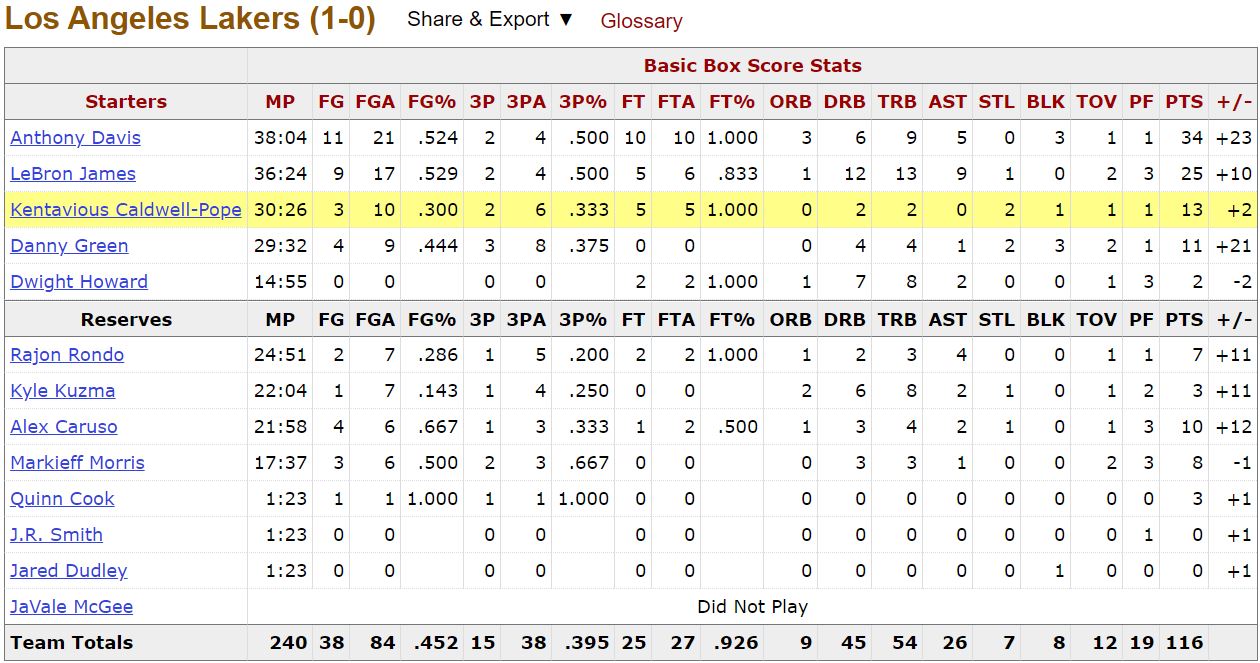 Los Angeles Lakers (1-0) Share & Export ▼ Glossary
Basic Box Score Stats
Starters MP FG FGA FG% 3P 3PA 3P% FT FTA FT% ORB DRB TRB AST STL BLK TOV PF PTS +/-
Anthony Davis 38:04 11 21 .524 2 4 .500 10 10 1.000 3 6 9 5 0 3 1 1 34 +23
LeBron James 36:24 9 17 .529 2 4 .500 5 6 .833 1 12 13 9 1 0 2 3 25 +10
Kentavious Caldwell-Pope 30:26 3 10 .300 2 6 .333 5 5 1.000 0 2 2 0 2 1 1 1 13 +2
Danny Green 29:32 4 9 .444 3 8 .375 0 0 0 4 4 1 2 3 2 1 11 +21
Dwight Howard 14:55 0 0 0 0 2 2 1.000 1 7 8 2 0 0 1 3 2 -2
Reserves MP FG FGA FG% 3P 3PA 3P% FT FTA FT% ORB DRB TRB AST STL BLK TOV PF PTS +/-
Rajon Rondo 24:51 2 7 .286 1 5 .200 2 2 1.000 1 2 3 4 0 0 1 1 7 +11
Kyle Kuzma 22:04 1 7 .143 1 4 .250 0 0 2 6 8 2 1 0 1 2 3 +11
Alex Caruso 21:58 4 6 .667 1 3 .333 1 2 .500 1 3 4 2 1 0 1 3 10 +12
Markieff Morris 17:37 3 6 .500 2 3 .667 0 0 0 3 3 1 0 0 2 3 8 -1
Quinn Cook 1:23 1 1 1.000 1 1 1.000 0 0 0 0 0 0 0 0 0 0 3 +1
J.R. Smith 1:23 0 0 0 0 0 0 0 0 0 0 0 0 0 1 0 +1
Jared Dudley 1:23 0 0 0 0 0 0 0 0 0 0 0 1 0 0 0 +1
JaVale McGee Did Not Play
Team Totals 240 38 84 .452 15 38 .395 25 27 .926 9 45 54 26 7 8 12 19 116